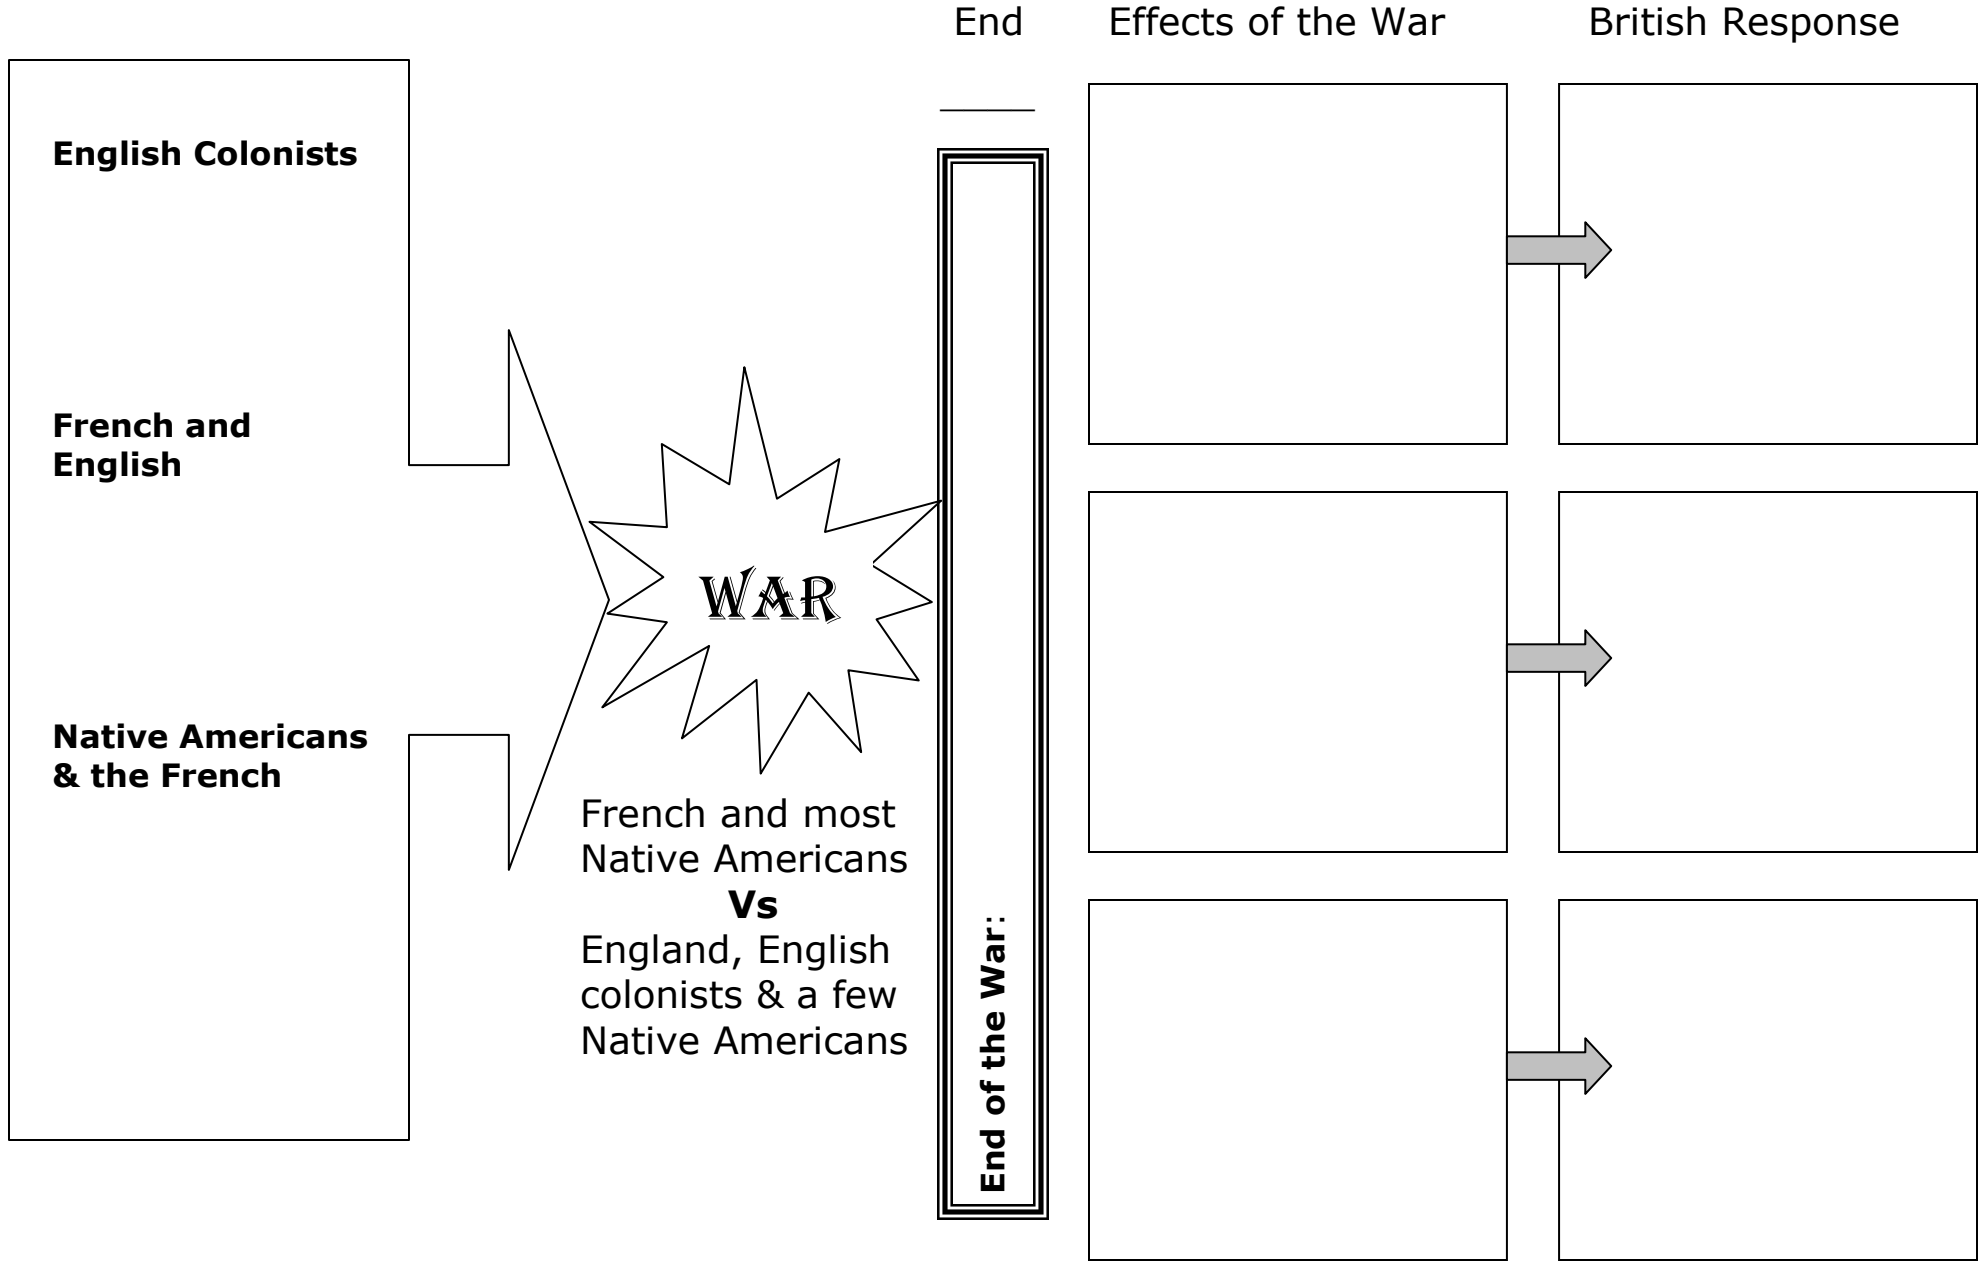 End
Effects of the War
British Response
English Colonists
French and
English
Native Americans
& the French
WAR
French and most
Native Americans
Vs
England, English
colonists & a few
Native Americans
End of the War: